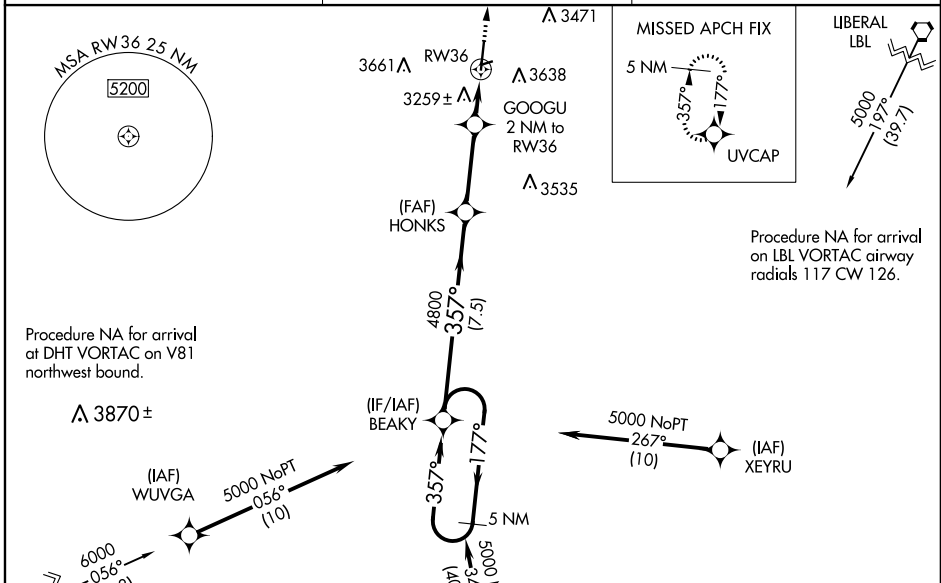 MSA RW36 25 NM
5200
3471
3661
RW36
3638
3259 ±
GOOGU
2 NM to
RW36
3535
(FAF)
HONKS
4800
357°
(7.5)
MISSED APCH FIX
5 NM
357°
177°
UVCAP
LIBERAL
LBL
5000
197°
(39.7)
Procedure NA for arrival
on LBL VORTAC airway
radials 117 CW 126.
Procedure NA for arrival
at DHT VORTAC on V81
northwest bound.
3870 ±
(IF/IAF)
BEAKY
357°
177°
5 NM
5000 NoPT
267°
(10)
(IAF)
XEYRU
(IAF)
WUVGA
5000 NoPT
056°
(10)
6000
056°
5000